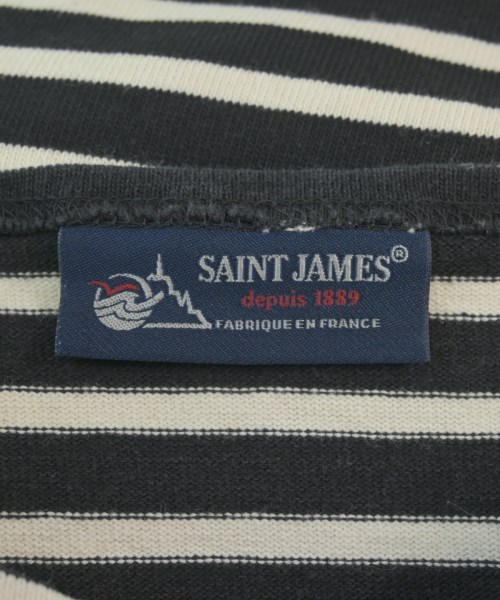 SAINT JAMES®
depuis 1889
FABRIQUE EN FRANCE